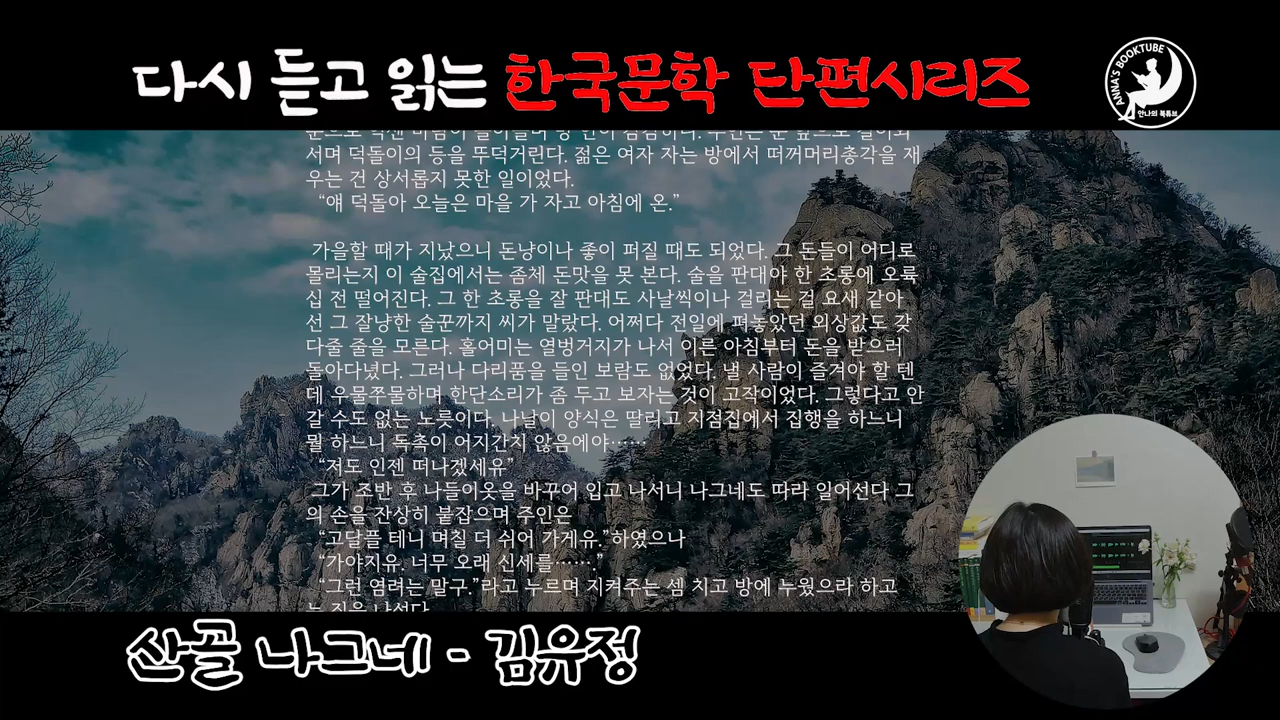 다시 듣고 읽는 한국문학 단편시리즈
ANNA'S BOOKTUBE
안나의 북튜브
서며 덕돌이의 등을 뚜덕거린다. 젊은 여자 자는 방에서 떠꺼머리총각을 재
우는 건 상서롭지 못한 일이었다.
“얘 덕돌아 오늘은 마을 가 자고 아침에 온.”
가을할 때가 지났으니 돈냥이나 좋이 퍼질 때도 되었다. 그 돈들이 어디로
몰리는지 이 술집에서는 좀체 돈맛을 못 본다. 술을 판대야 한 초롱에 오륙
십 전 떨어진다. 그 한 초롱을 잘 판대도 사날씩이나 걸리는 걸 요새 같아
선 그 잘냥한 술꾼까지 씨가 말랐다. 어쩌다 전일에 펴놓았던 외상값도 갖
다줄 줄을 모른다. 홀어미는 열벙거지가 나서 이른 아침부터 돈을 받으러
돌아다녔다. 그러나 다리품을 들인 보람도 없었다. 낼 사람이 즐겨야 할 텐
데 우물쭈물하며 한단소리가 좀 두고 보자는 것이 고작이었다. 그렇다고 안
갈 수도 없는 노릇이다. 나날이 양식은 딸리고 지점집에서 집행을 하느니
뭘 하느니 독촉이 어지간치 않음에야……
“저도 인젠 떠나겠세유”
그가 조반 후 나들이옷을 바꾸어 입고 나서니 나그네도 따라 일어선다 그
의 손을 잔상히 붙잡으며 주인은
“고달플 테니 며칠 더 쉬어 가게유.”하였으나
“가야지유. 너무 오래 신세를…….”
“그런 염려는 말구.”라고 누르며 지켜주는 셈 치고 방에 누웠으라 하고
산골 나그네 - 김유정